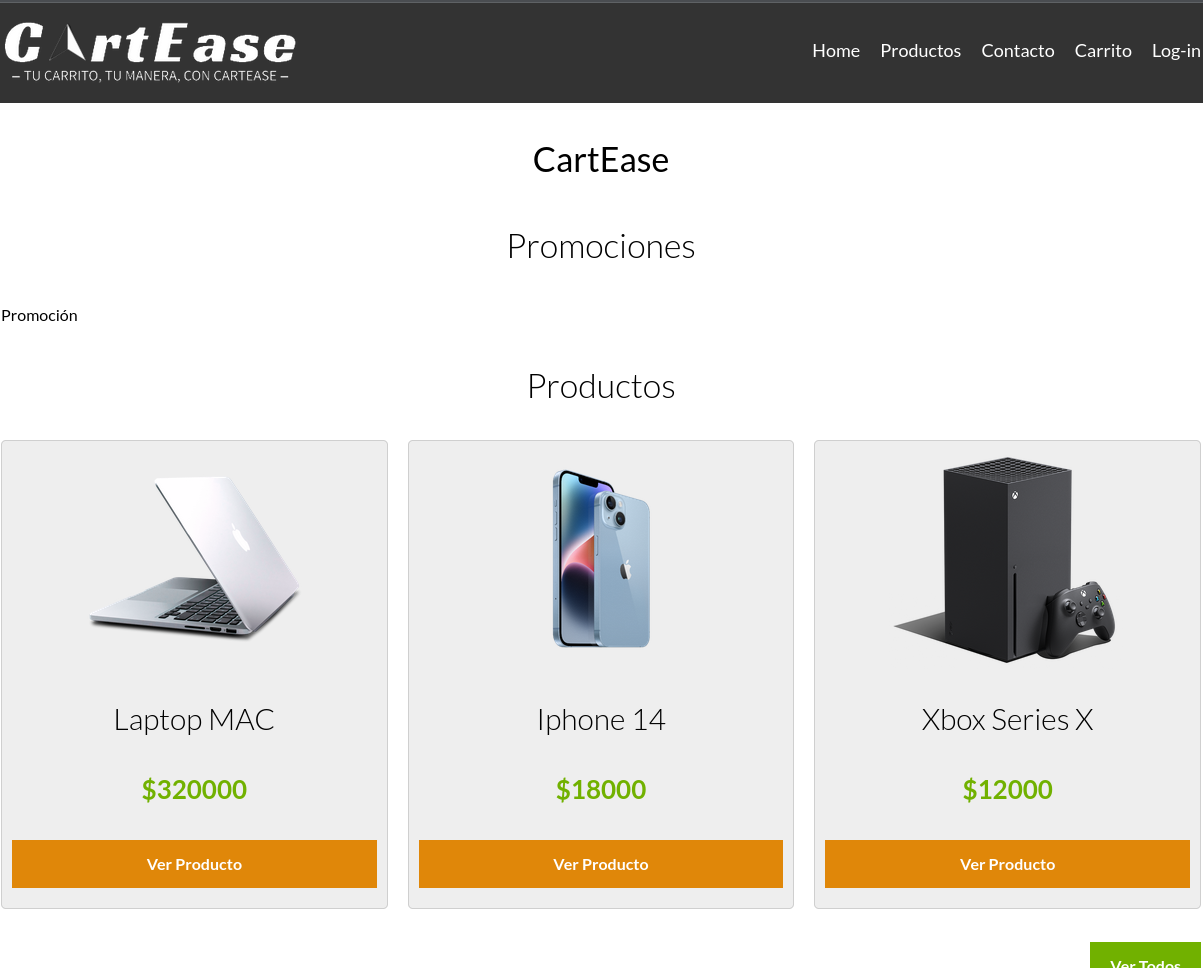 CartEase
– TU CARRITO, TU MANERA, CON CARTEASE –
Home Productos Contacto Carrito Log-in
CartEase
Promociones
Promoción
Productos
Laptop MAC
$320000
Ver Producto
Iphone 14
$18000
Ver Producto
Xbox Series X
$12000
Ver Producto
Ver Todos